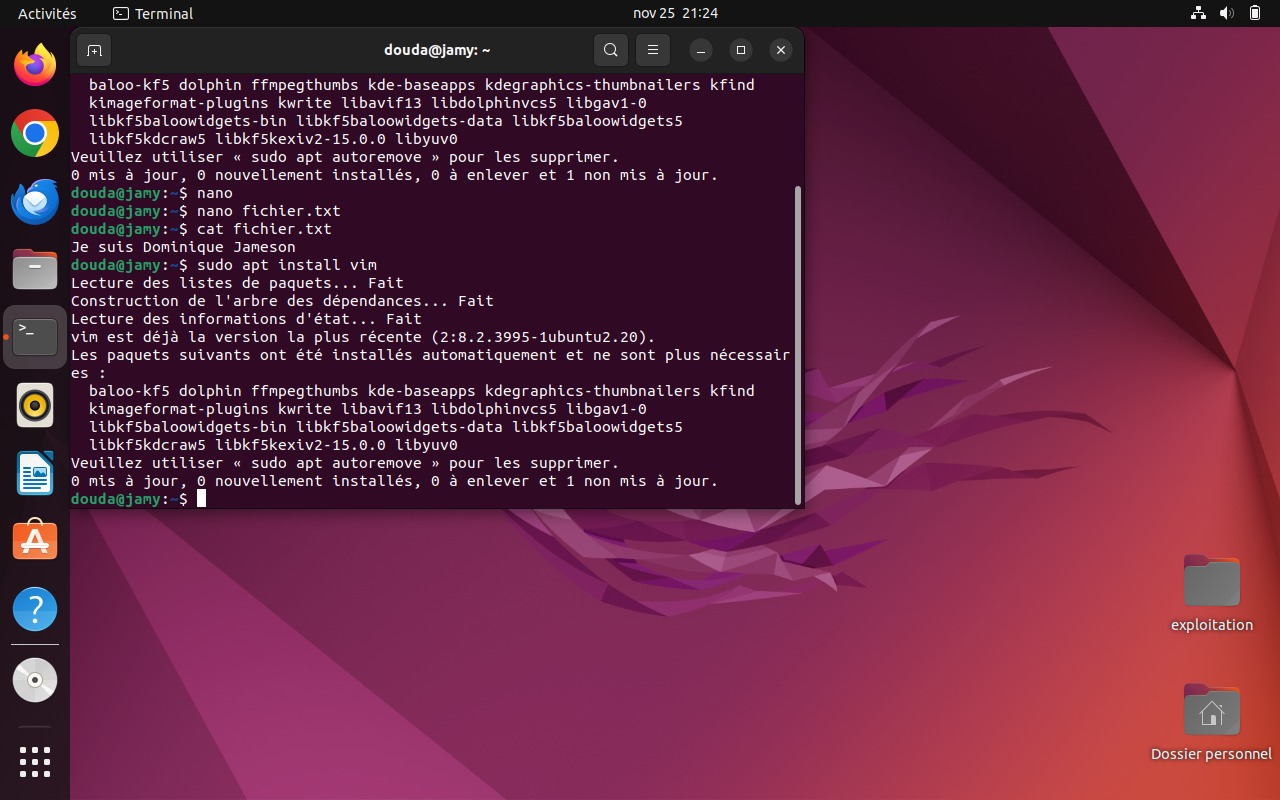 Activités
Terminal
nov 25 21:24
douda@jamy: ~
baloo-kf5 dolphin ffmpegthumbs kde-baseapps kdegraphics-thumbnailers kfind
kimageformat-plugins kwrite libavif13 libdolphinvcs5 libgav1-0
libkf5baloowidgets-bin libkf5baloowidgets-data libkf5baloowidgets5
libkf5kdcraw5 libkf5kexiv2-15.0.0 libyuv0
Veuillez utiliser « sudo apt autoremove » pour les supprimer.
0 mis à jour, 0 nouvellement installés, 0 à enlever et 1 non mis à jour.
douda@jamy:~$ nano
douda@jamy:~$ nano fichier.txt
douda@jamy:~$ cat fichier.txt
Je suis Dominique Jameson
douda@jamy:~$ sudo apt install vim
Lecture des listes de paquets... Fait
Construction de l'arbre des dépendances... Fait
Lecture des informations d'état... Fait
vim est déjà la version la plus récente (2:8.2.3995-1ubuntu2.20).
Les paquets suivants ont été installés automatiquement et ne sont plus nécessair
es :
baloo-kf5 dolphin ffmpegthumbs kde-baseapps kdegraphics-thumbnailers kfind
kimageformat-plugins kwrite libavif13 libdolphinvcs5 libgav1-0
libkf5baloowidgets-bin libkf5baloowidgets-data libkf5baloowidgets5
libkf5kdcraw5 libkf5kexiv2-15.0.0 libyuv0
Veuillez utiliser « sudo apt autoremove » pour les supprimer.
0 mis à jour, 0 nouvellement installés, 0 à enlever et 1 non mis à jour.
douda@jamy:~$
exploitation
Dossier personnel